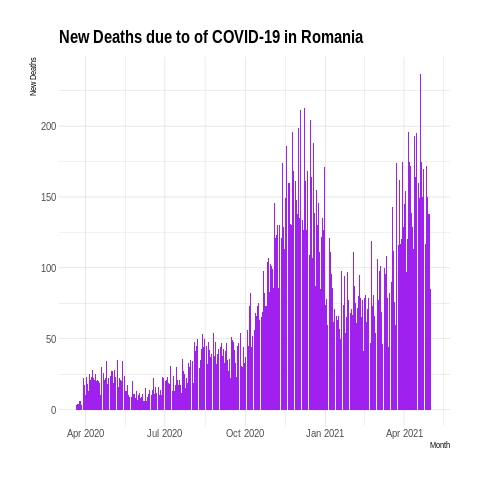 New Deaths due to of COVID-19 in Romania
New Deaths
200
150
100
50
0
Apr 2020 Jul 2020 Oct 2020 Jan 2021 Apr 2021
Month